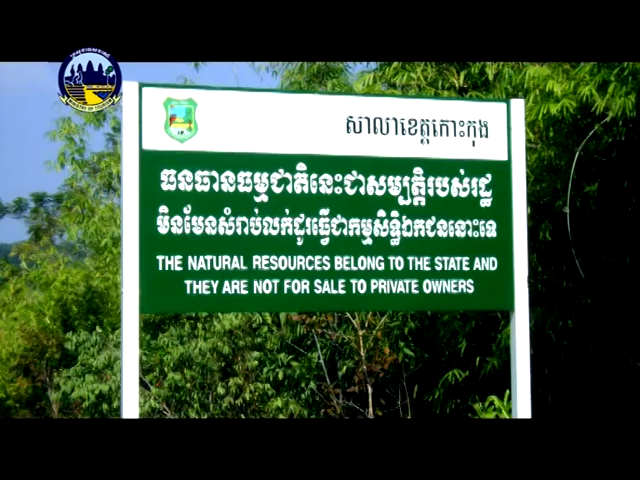 MINISTRY OF TOURISM
សាលាខេត្តកោះកុង
ធនធានធម្មជាតិនេះជាសម្បត្តិរបស់រដ្ឋ
មិនមែនសំរាប់លក់ដូរធ្វើជាកម្មសិទ្ធិឯកជននោះទេ
THE NATURAL RESOURCES BELONG TO THE STATE AND
THEY ARE NOT FOR SALE TO PRIVATE OWNERS